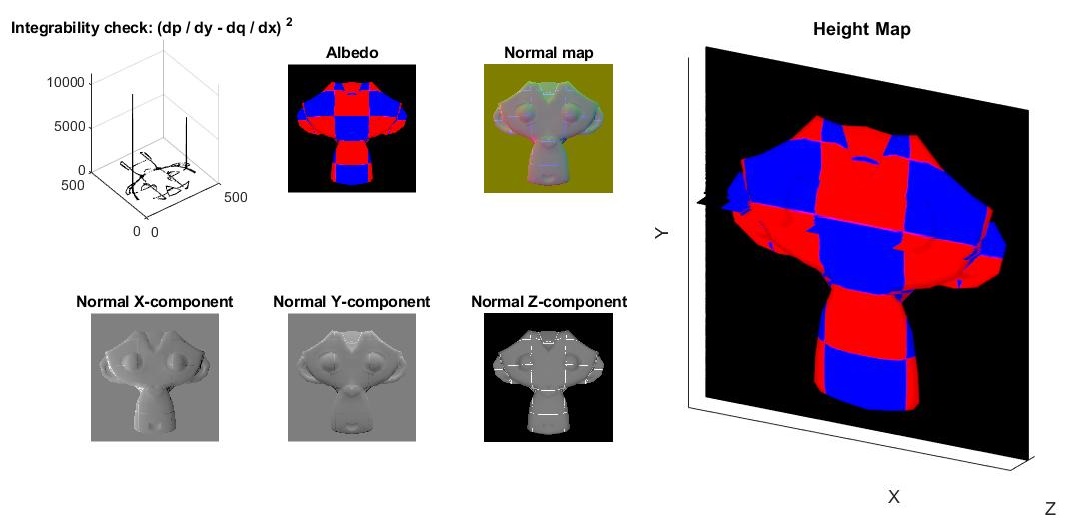 Integrability check: (dp / dy - dq / dx) ²
10000
5000
0
500
0
0
500
Albedo
Normal map
Height Map
Y
X
Z
Normal X-component
Normal Y-component
Normal Z-component